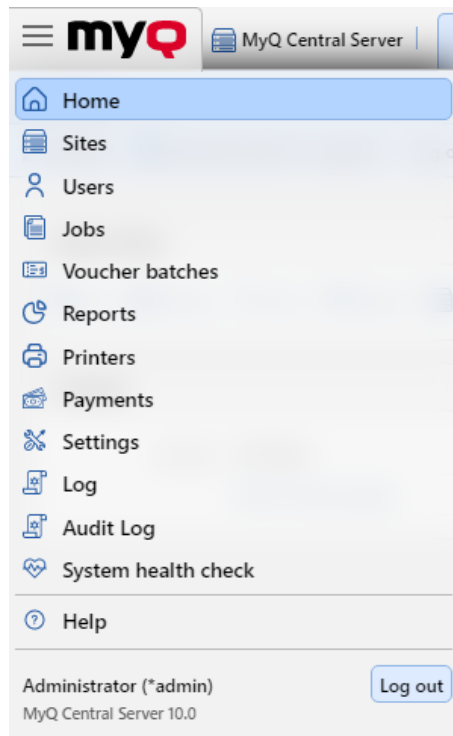 myQ MyQ Central Server
Home
Sites
Users
Jobs
Voucher batches
Reports
Printers
Payments
Settings
Log
Audit Log
System health check
Help
Administrator (*admin) Log out
MyQ Central Server 10.0